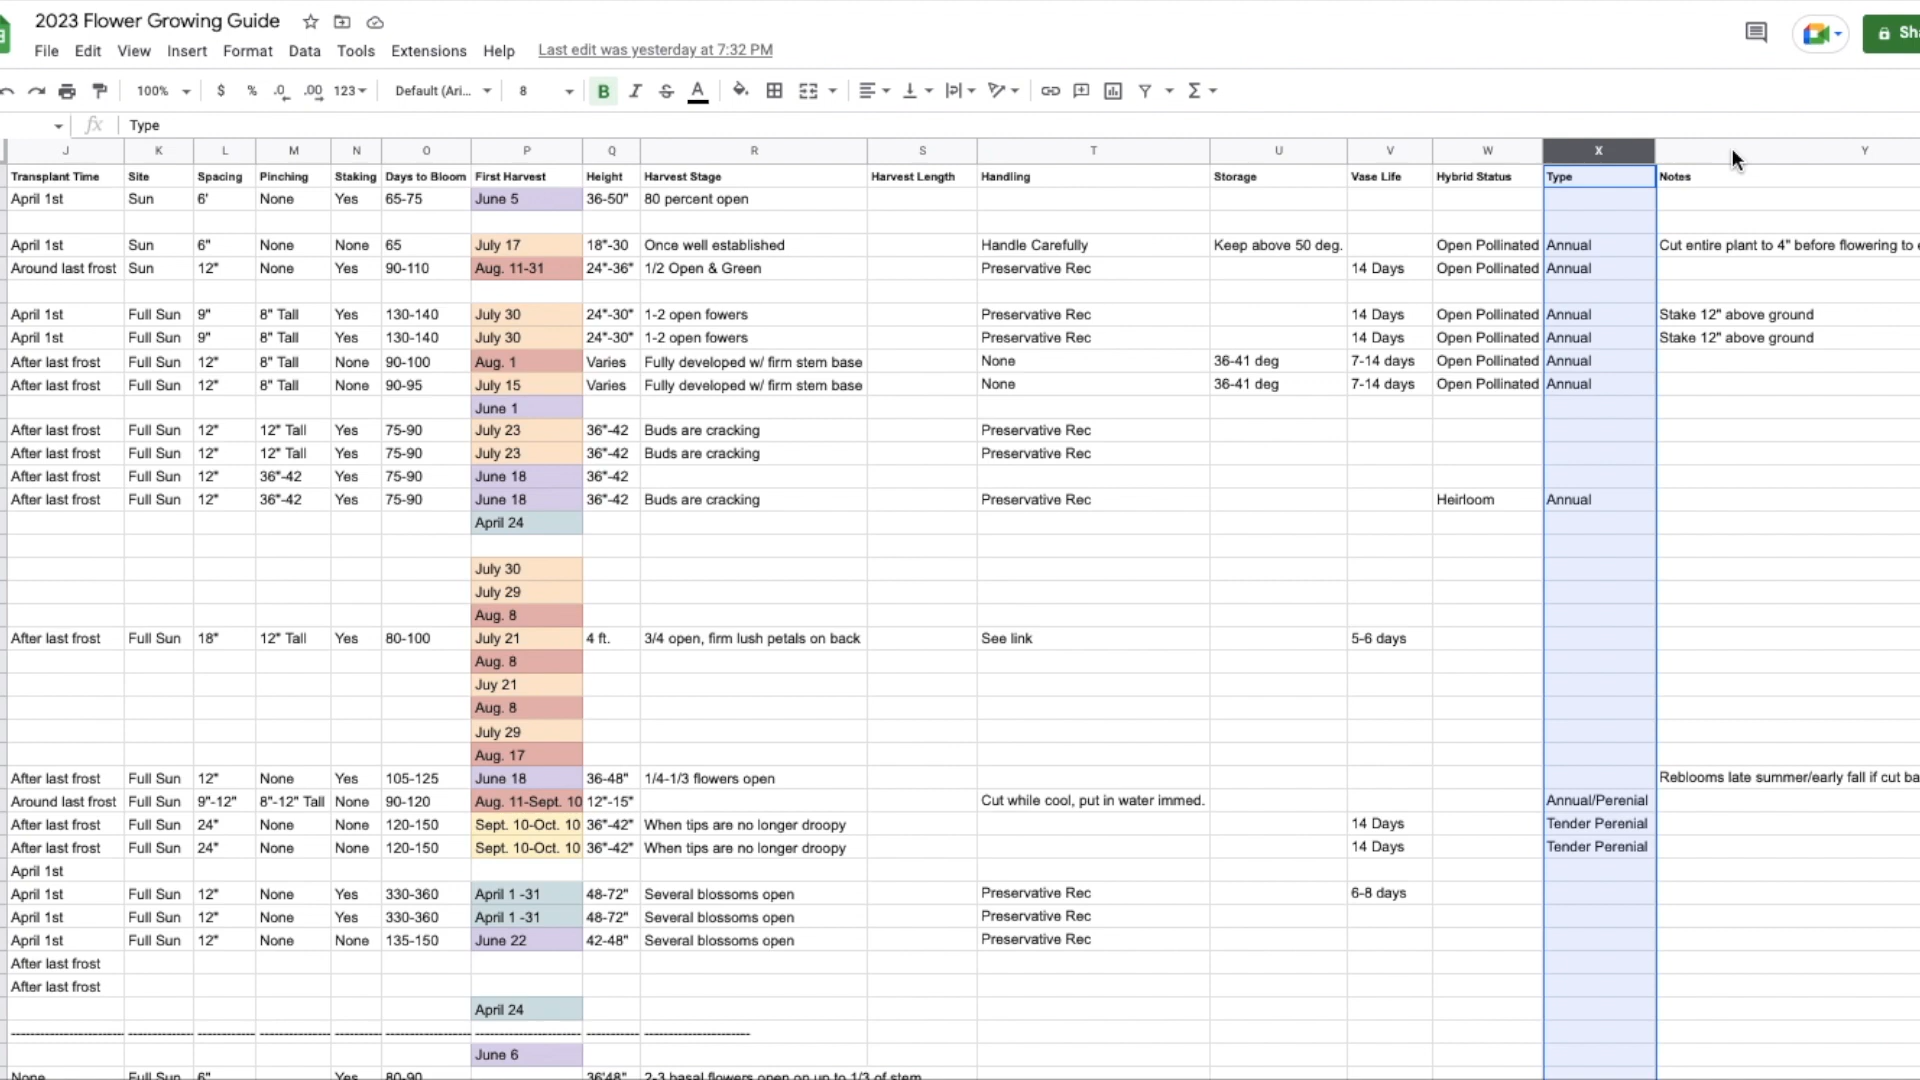 2023 Flower Growing Guide
File Edit View Insert Format Data Tools Extensions Help Last edit was yesterday at 7:32 PM
100% $ % .0 .00 123 Default (Ari... 8 B I S A
fx Type
J K L M N O P Q R S T U V W X Y
Transplant Time Site Spacing Pinching Staking Days to Bloom First Harvest Height Harvest Stage Harvest Length Handling Storage Vase Life Hybrid Status Type Notes
April 1st Sun 6' None Yes 65-75 June 5 36-50" 80 percent open
April 1st Sun 6" None None 65 July 17 18"-30 Once well established Handle Carefully Keep above 50 deg. Open Pollinated Annual Cut entire plant to 4" before flowering to
Around last frost Sun 12" None Yes 90-110 Aug. 11-31 24"-36" 1/2 Open & Green Preservative Rec 14 Days Open Pollinated Annual
April 1st Full Sun 9" 8" Tall Yes 130-140 July 30 24"-30" 1-2 open fowers Preservative Rec 14 Days Open Pollinated Annual Stake 12" above ground
April 1st Full Sun 9" 8" Tall Yes 130-140 July 30 24"-30" 1-2 open fowers Preservative Rec 14 Days Open Pollinated Annual Stake 12" above ground
After last frost Full Sun 12" 8" Tall None 90-100 Aug. 1 Varies Fully developed w/ firm stem base None 36-41 deg 7-14 days Open Pollinated Annual
After last frost Full Sun 12" 8" Tall None 90-95 July 15 Varies Fully developed w/ firm stem base None 36-41 deg 7-14 days Open Pollinated Annual
June 1
After last frost Full Sun 12" 12" Tall Yes 75-90 July 23 36"-42 Buds are cracking Preservative Rec
After last frost Full Sun 12" 12" Tall Yes 75-90 July 23 36"-42 Buds are cracking Preservative Rec
After last frost Full Sun 12" 36"-42 Yes 75-90 June 18 36"-42
After last frost Full Sun 12" 36"-42 Yes 75-90 June 18 36"-42 Buds are cracking Preservative Rec Heirloom Annual
April 24
July 30
July 29
Aug. 8
After last frost Full Sun 18" 12" Tall Yes 80-100 July 21 4 ft. 3/4 open, firm lush petals on back See link 5-6 days
Aug. 8
Juy 21
Aug. 8
July 29
Aug. 17
After last frost Full Sun 12" None Yes 105-125 June 18 36-48" 1/4-1/3 flowers open Reblooms late summer/early fall if cut ba
Around last frost Full Sun 9"-12" 8"-12" Tall None 90-120 Aug. 11-Sept. 10 12"-15" Cut while cool, put in water immed. Annual/Perenial
After last frost Full Sun 24" None None 120-150 Sept. 10-Oct. 10 36"-42" When tips are no longer droopy 14 Days Tender Perenial
After last frost Full Sun 24" None None 120-150 Sept. 10-Oct. 10 36"-42" When tips are no longer droopy 14 Days Tender Perenial
April 1st
April 1st Full Sun 12" None Yes 330-360 April 1 -31 48-72" Several blossoms open Preservative Rec 6-8 days
April 1st Full Sun 12" None Yes 330-360 April 1 -31 48-72" Several blossoms open Preservative Rec
April 1st Full Sun 12" None None 135-150 June 22 42-48" Several blossoms open Preservative Rec
After last frost
After last frost
April 24
June 6
None Full Sun 6" Yes 80-90 36'48" 2-3 basal flowers open on up to 1/3 of stem